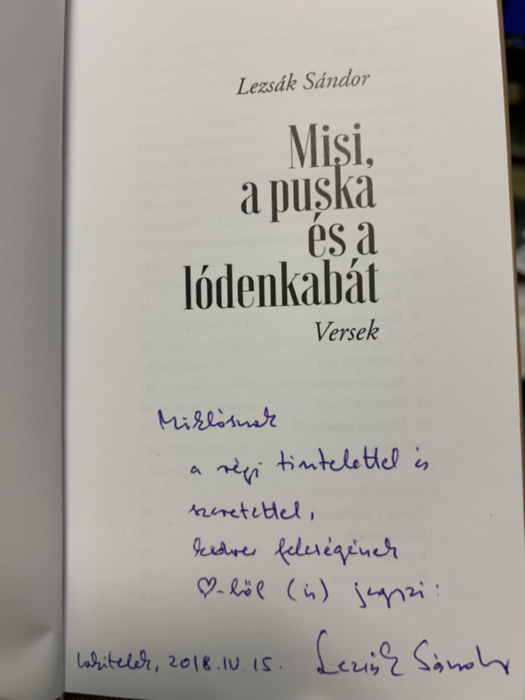 Lezsák Sándor
Misi,
a puska
és a
lódenkabát
Versek
Miklósnak
a régi tisztelettel és
szeretettel,
kedves feleségének
♡-ből (is) jegyzi:
Lakitelek, 2018.IV.15. Lezsák Sándor